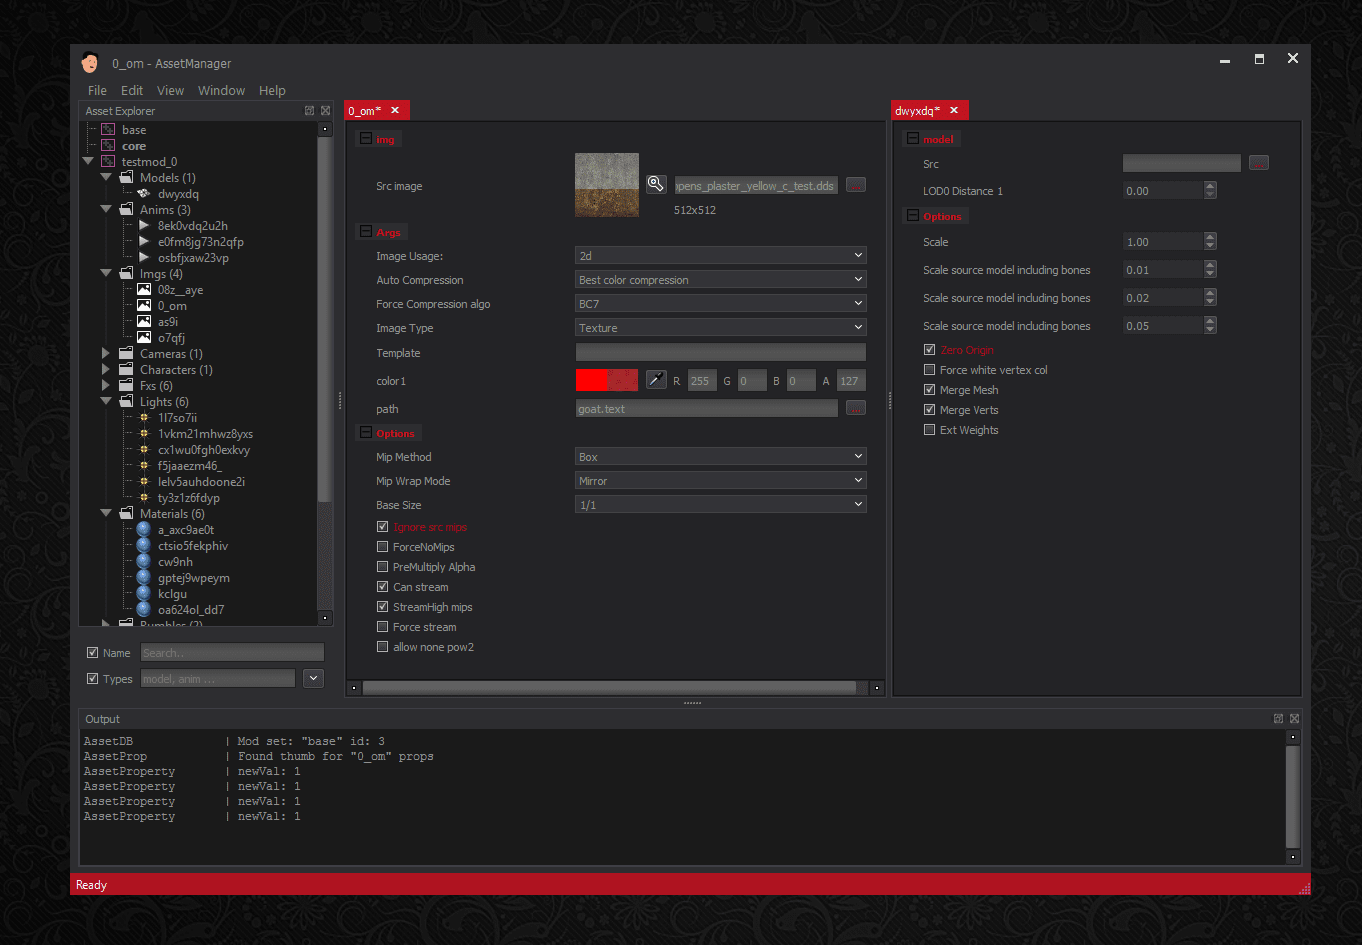 0_om - AssetManager
File Edit View Window Help
Asset Explorer
base
core
testmod_0
Models (1)
dwyxdq
Anims (3)
8ek0vdq2u2h
e0fm8jg73n2qfp
osbfjxaw23vp
Imgs (4)
08z__aye
0_om
as9i
o7qfj
Cameras (1)
Characters (1)
Fxs (6)
Lights (6)
1l7so7ii
1vkm21mhwz8yxs
cx1wu0fgh0exkvy
f5jaaezm46_
lelv5auhdoone2i
ty3z1z6fdyp
Materials (6)
a_axc9ae0t
ctsio5fekphiv
cw9nh
gptej9wpeym
kclgu
oa624ol_dd7
Rumbles (2)
Name Search..
Types model, anim ...
0_om*
img
Src image
opens_plaster_yellow_c_test.dds
...
512x512
Args
Image Usage: 2d
Auto Compression Best color compression
Force Compression algo BC7
Image Type Texture
Template
color1 R 255 G 0 B 0 A 127
path goat.text ...
Options
Mip Method Box
Mip Wrap Mode Mirror
Base Size 1/1
Ignore src mips
ForceNoMips
PreMultiply Alpha
Can stream
StreamHigh mips
Force stream
allow none pow2
dwyxdq*
model
Src ...
LOD0 Distance 1 0.00
Options
Scale 1.00
Scale source model including bones 0.01
Scale source model including bones 0.02
Scale source model including bones 0.05
Zero Origin
Force white vertex col
Merge Mesh
Merge Verts
Ext Weights
Output
AssetDB | Mod set: "base" id: 3
AssetProp | Found thumb for "0_om" props
AssetProperty | newVal: 1
AssetProperty | newVal: 1
AssetProperty | newVal: 1
AssetProperty | newVal: 1
Ready